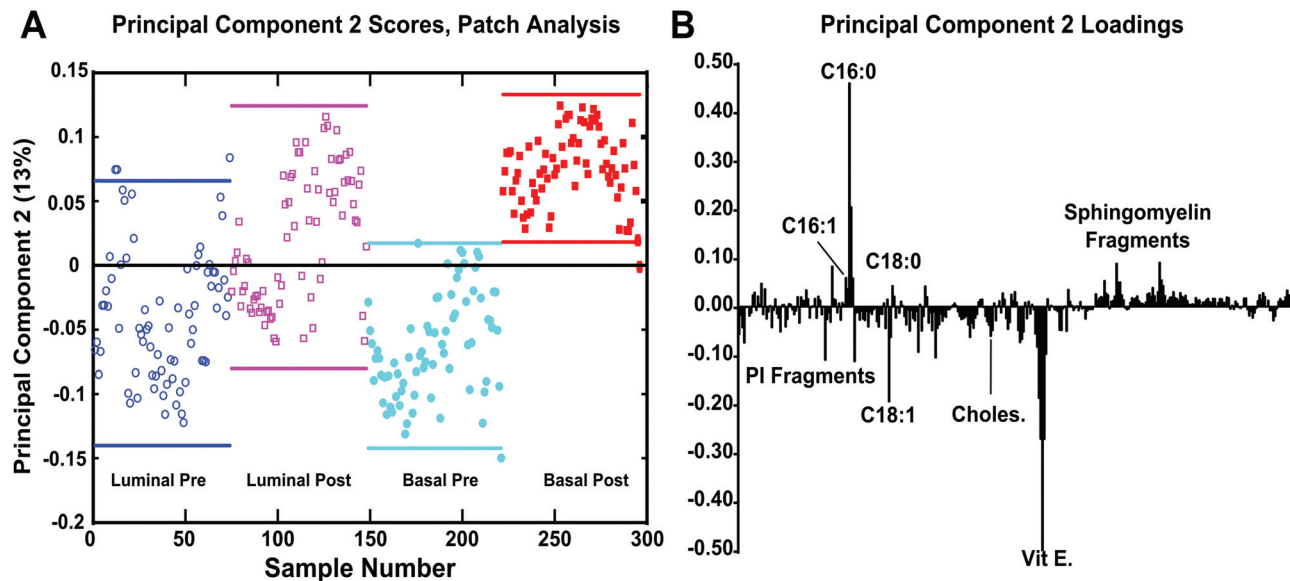 A
Principal Component 2 Scores, Patch Analysis
Principal Component 2 (13%)
0.15
0.1
0.05
0
-0.05
-0.1
-0.15
-0.2
Luminal Pre
Luminal Post
Basal Pre
Basal Post
0
50
100
150
200
250
300
Sample Number
B
Principal Component 2 Loadings
0.50
0.40
0.30
0.20
0.10
0.00
-0.10
-0.20
-0.30
-0.40
-0.50
C16:0
C16:1
C18:0
Sphingomyelin
Fragments
PI Fragments
C18:1
Choles.
Vit E.